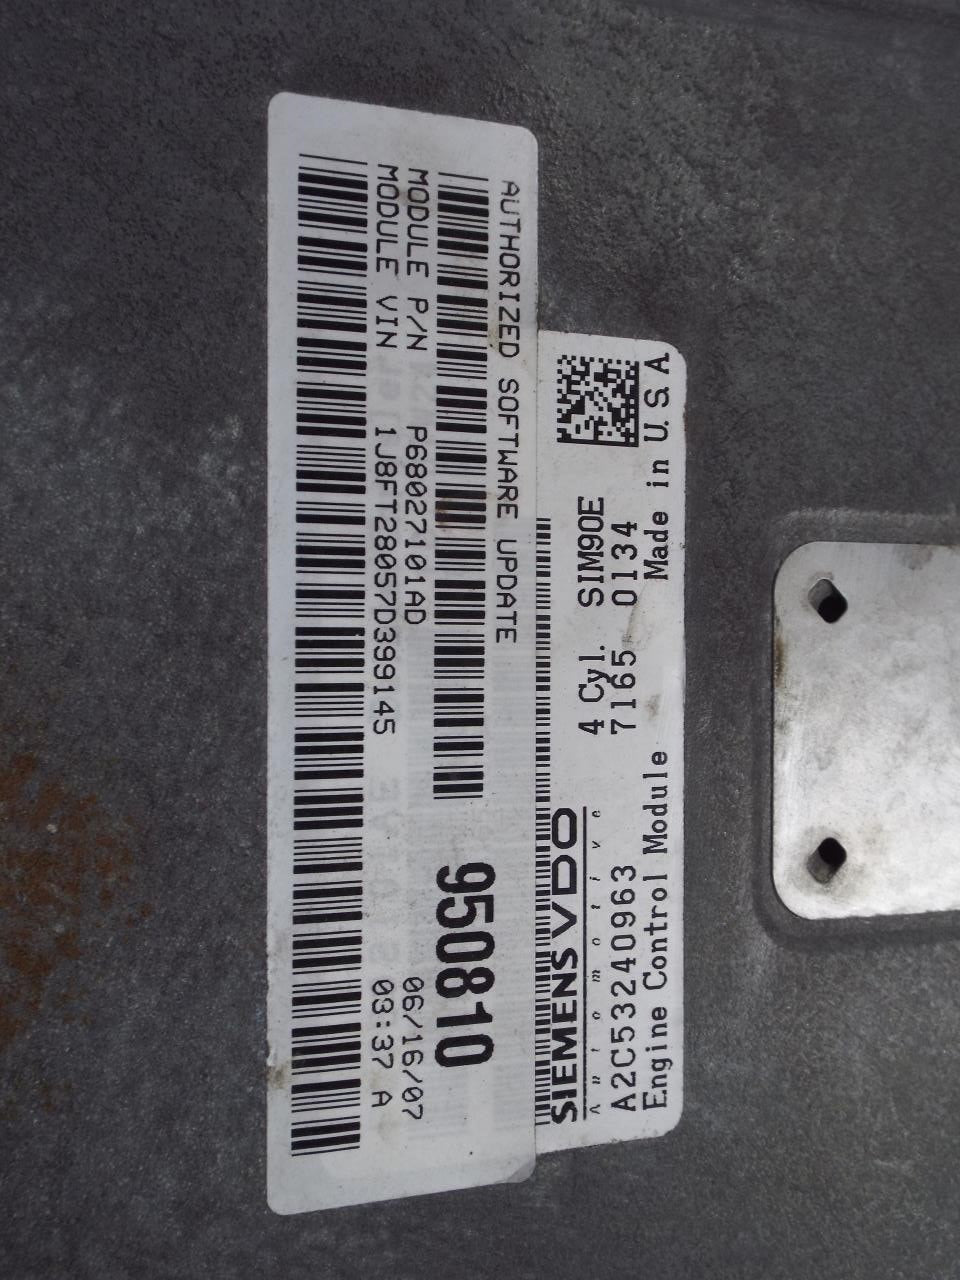 AUTHORIZED SOFTWARE UPDATE
MODULE P/N P68027101AD
MODULE VIN 1J8FT28057D399145
950810
06/16/07
03:37 A
4 Cyl. SIM90E
7165 0134
Made in U.S.A
SIEMENS VDO
Automotive
A2C53240963
Engine Control Module